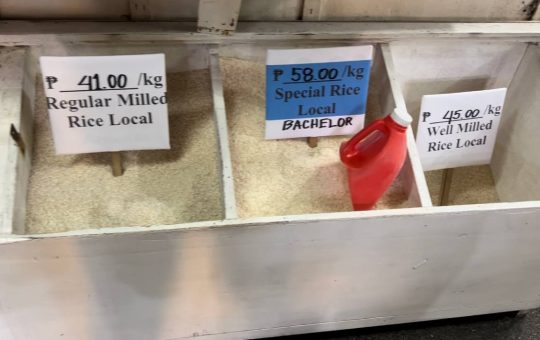 ₱ 41.00 /kg
Regular Milled
Rice Local
₱ 58.00 /kg
Special Rice
Local
BACHELOR
₱ 45.00 /kg
Well Milled
Rice Local